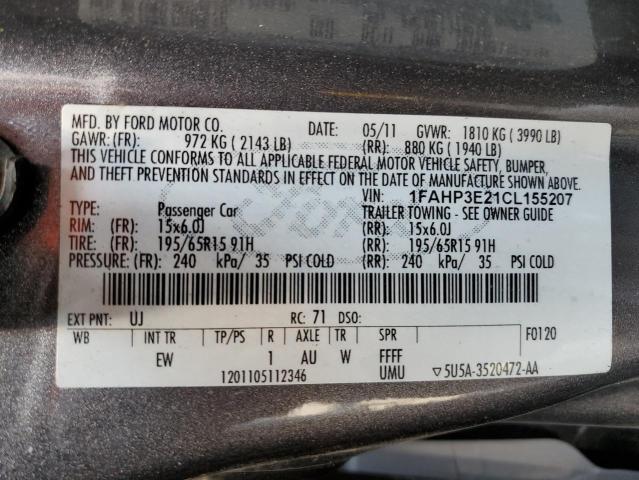 MFD. BY FORD MOTOR CO. DATE: 05/11 GVWR: 1810 KG ( 3990 LB)
GAWR: (FR): 972 KG ( 2143 LB) (RR): 880 KG ( 1940 LB)
THIS VEHICLE CONFORMS TO ALL APPLICABLE FEDERAL MOTOR VEHICLE SAFETY, BUMPER,
AND THEFT PREVENTION STANDARDS IN EFFECT ON THE DATE OF MANUFACTURE SHOWN ABOVE
VIN: 1FAHP3E21CL155207
TYPE: Passenger Car TRAILER TOWING - SEE OWNER GUIDE
RIM: (FR): 15x6.0J (RR): 15x6.0J
TIRE: (FR): 195/65R15 91H (RR): 195/65R15 91H
PRESSURE: (FR): 240 kPa/ 35 PSI COLD (RR): 240 kPa/ 35 PSI COLD
EXT PNT: UJ RC: 71 DSO:
WB INT TR TP/PS R AXLE TR SPR F0120
EW 1 AU W FFFF
1201105112346 UMU ▽5U5A-3520472-AA